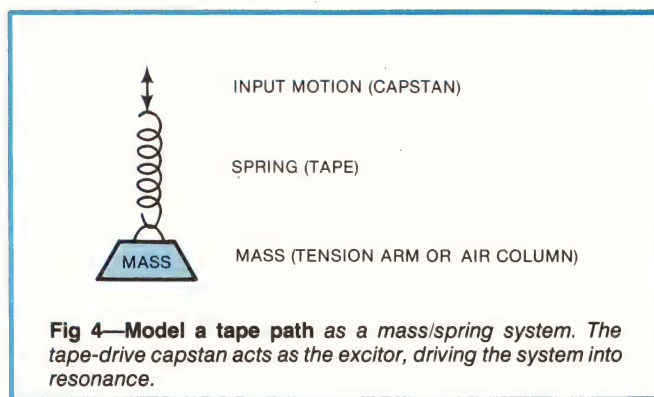 INPUT MOTION (CAPSTAN)
SPRING (TAPE)
MASS
MASS (TENSION ARM OR AIR COLUMN)
Fig 4—Model a tape path as a mass/spring system. The
tape-drive capstan acts as the excitor, driving the system into
resonance.